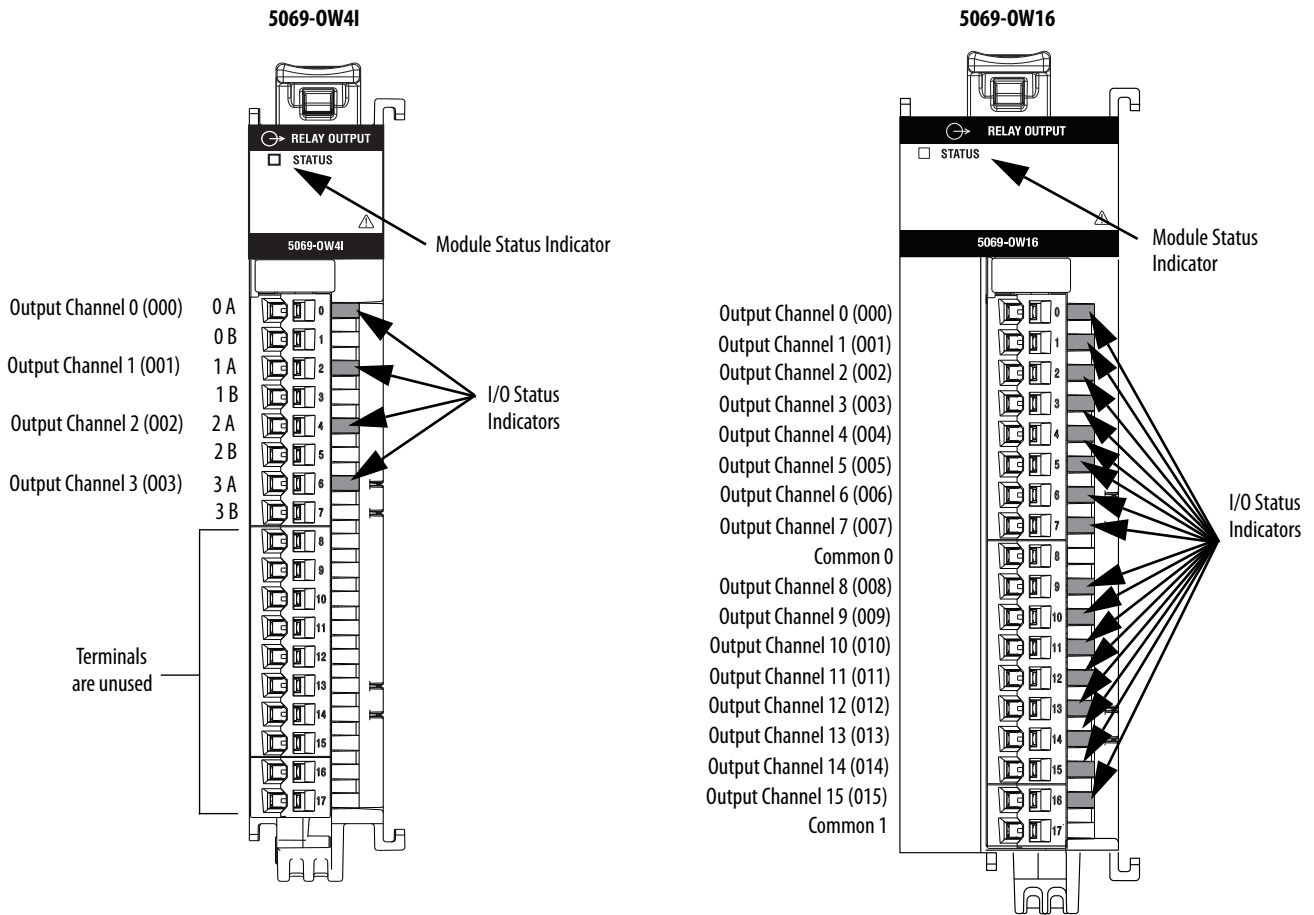 5069-OW4I
RELAY OUTPUT
STATUS
5069-OW4I
Module Status Indicator
Output Channel 0 (000) 0 A
0 B
Output Channel 1 (001) 1 A
1 B
Output Channel 2 (002) 2 A
2 B
Output Channel 3 (003) 3 A
3 B
0
1
2
3
4
5
6
7
8
9
10
11
12
13
14
15
16
17
I/O Status
Indicators
Terminals
are unused
5069-OW16
RELAY OUTPUT
STATUS
5069-OW16
Module Status
Indicator
Output Channel 0 (000)
Output Channel 1 (001)
Output Channel 2 (002)
Output Channel 3 (003)
Output Channel 4 (004)
Output Channel 5 (005)
Output Channel 6 (006)
Output Channel 7 (007)
Common 0
Output Channel 8 (008)
Output Channel 9 (009)
Output Channel 10 (010)
Output Channel 11 (011)
Output Channel 12 (012)
Output Channel 13 (013)
Output Channel 14 (014)
Output Channel 15 (015)
Common 1
0
1
2
3
4
5
6
7
8
9
10
11
12
13
14
15
16
17
I/O Status
Indicators